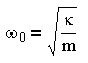 ω₀ = √(κ/m)